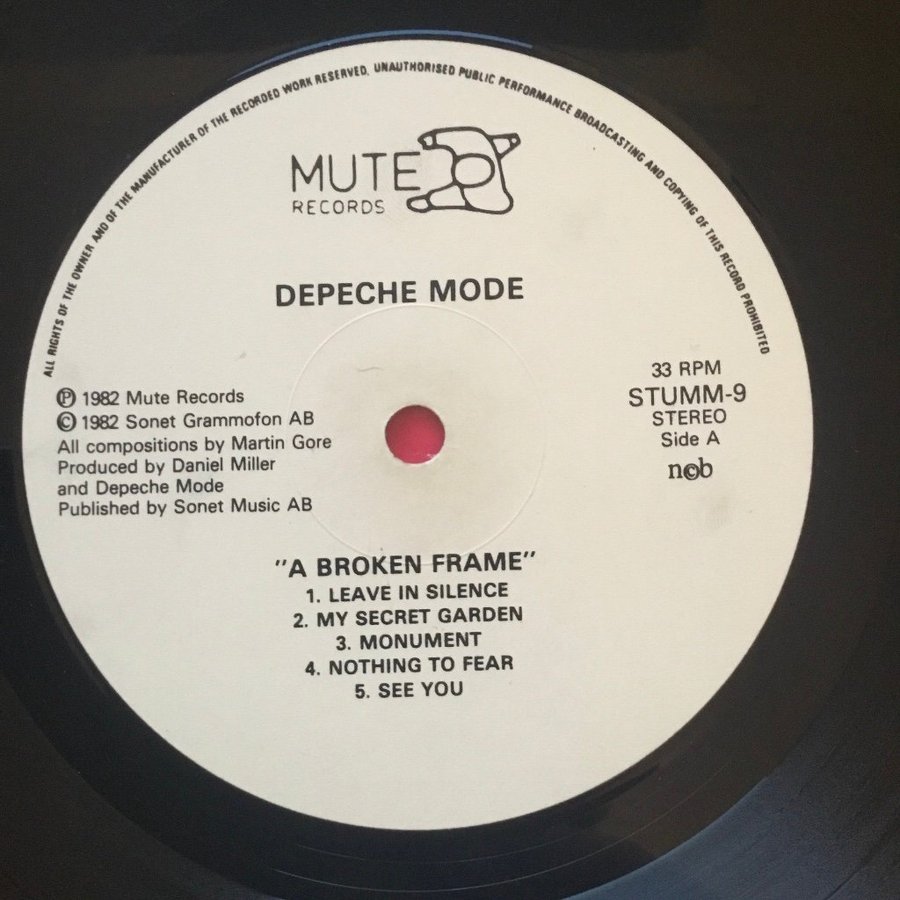 ALL RIGHTS OF THE OWNER AND OF THE MANUFACTURER OF THE RECORDED WORK RESERVED. UNAUTHORISED PUBLIC PERFORMANCE BROADCASTING AND COPYING OF THIS RECORD PROHIBITED
MUTE
RECORDS
DEPECHE MODE
℗ 1982 Mute Records
© 1982 Sonet Grammofon AB
All compositions by Martin Gore
Produced by Daniel Miller
and Depeche Mode
Published by Sonet Music AB
33 RPM
STUMM-9
STEREO
Side A
n©b
"A BROKEN FRAME"
1. LEAVE IN SILENCE
2. MY SECRET GARDEN
3. MONUMENT
4. NOTHING TO FEAR
5. SEE YOU